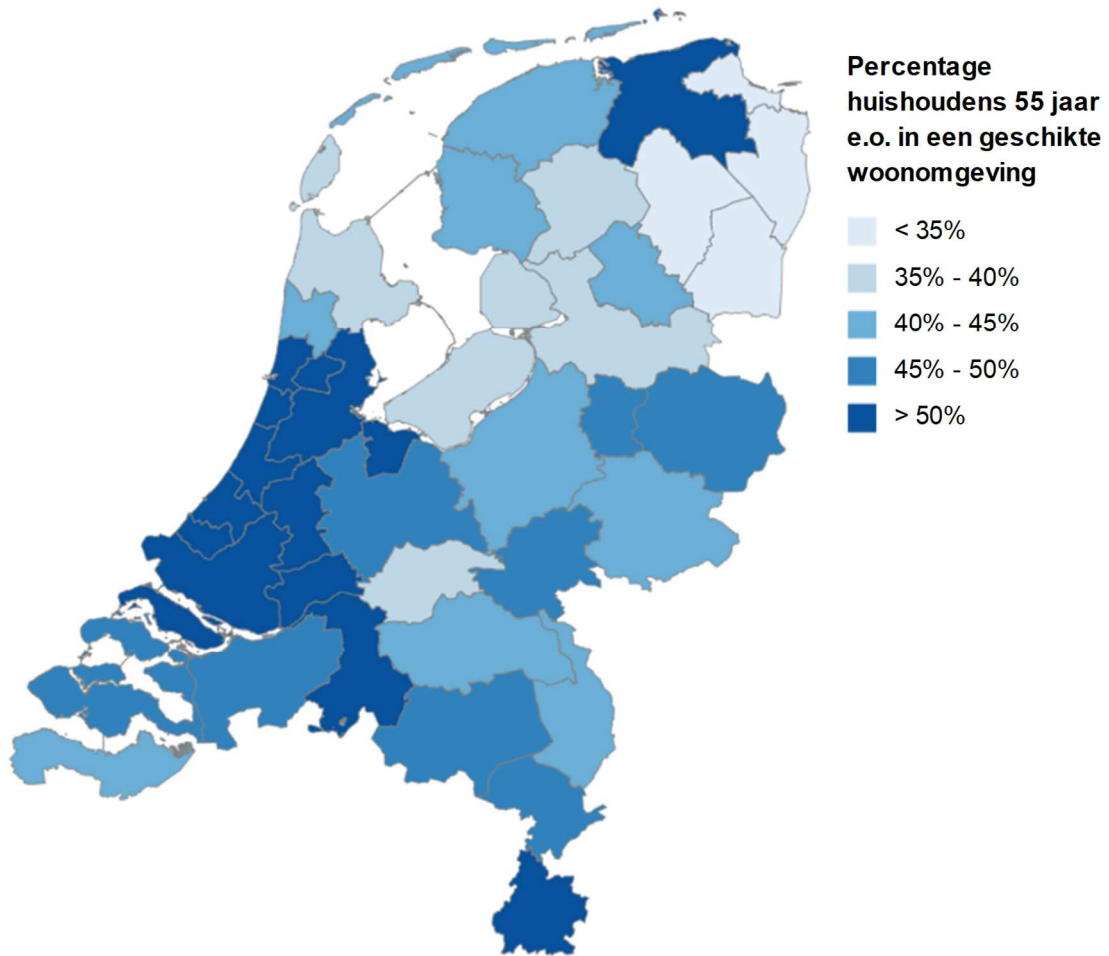 Percentage
huishoudens 55 jaar
e.o. in een geschikte
woonomgeving
< 35%
35% - 40%
40% - 45%
45% - 50%
> 50%